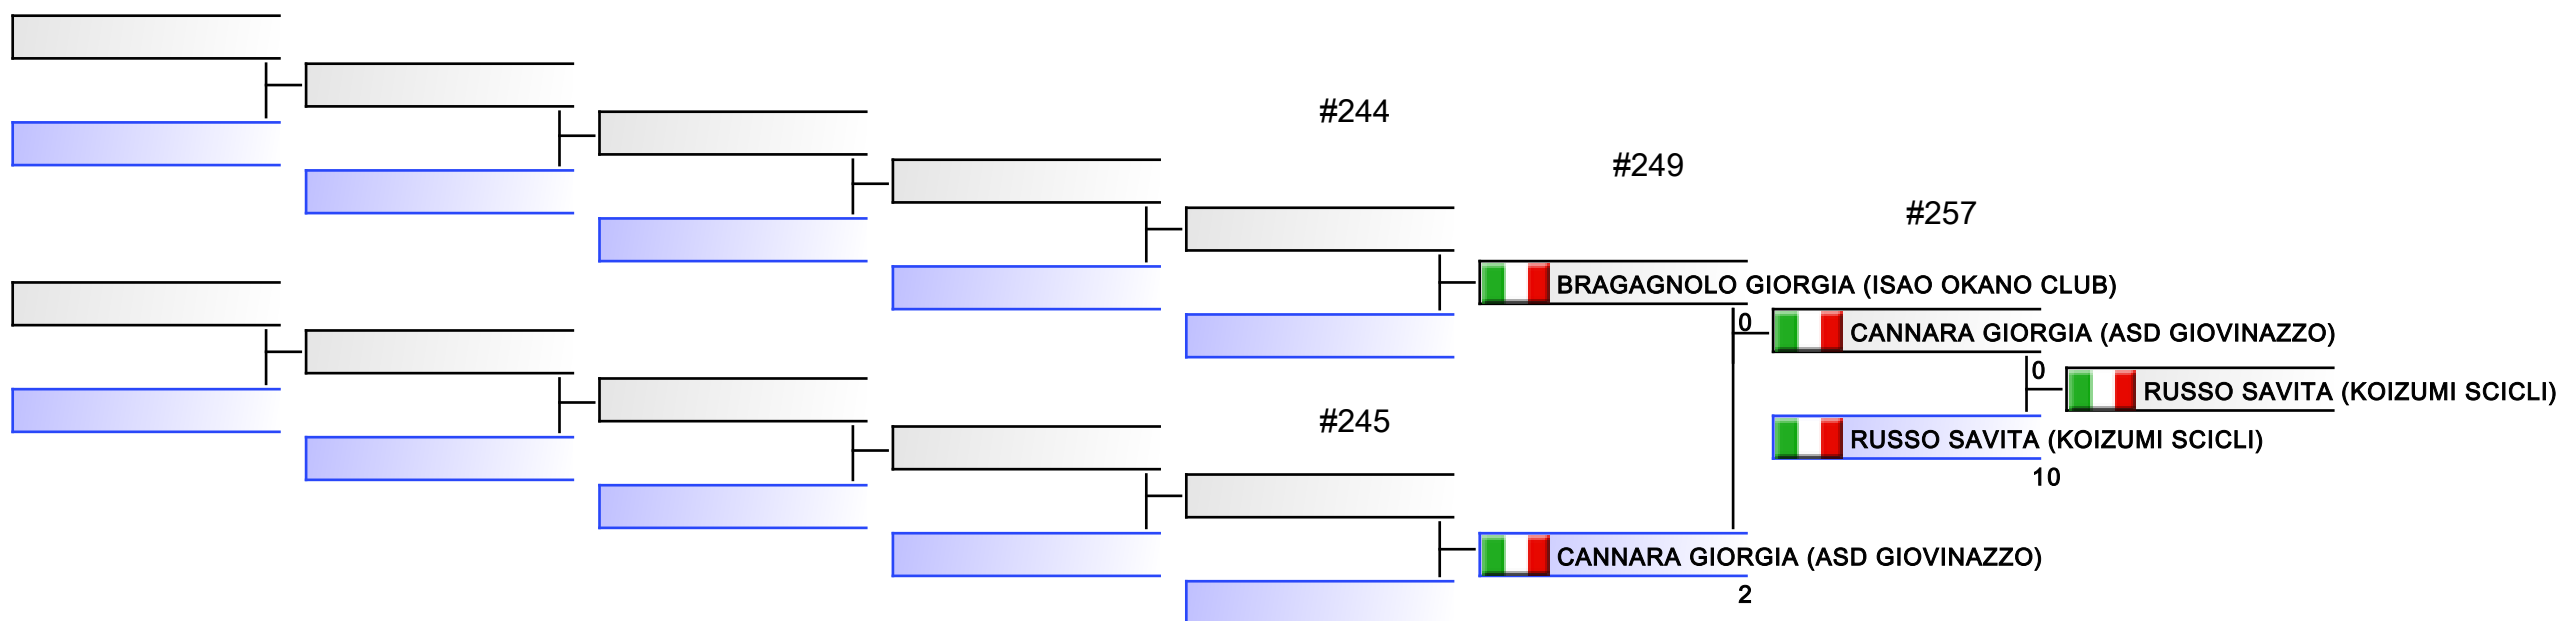 #244
#249
#257
BRAGAGNOLO GIORGIA (ISAO OKANO CLUB)
0
CANNARA GIORGIA (ASD GIOVINAZZO)
0
RUSSO SAVITA (KOIZUMI SCICLI)
#245
RUSSO SAVITA (KOIZUMI SCICLI)
10
CANNARA GIORGIA (ASD GIOVINAZZO)
2